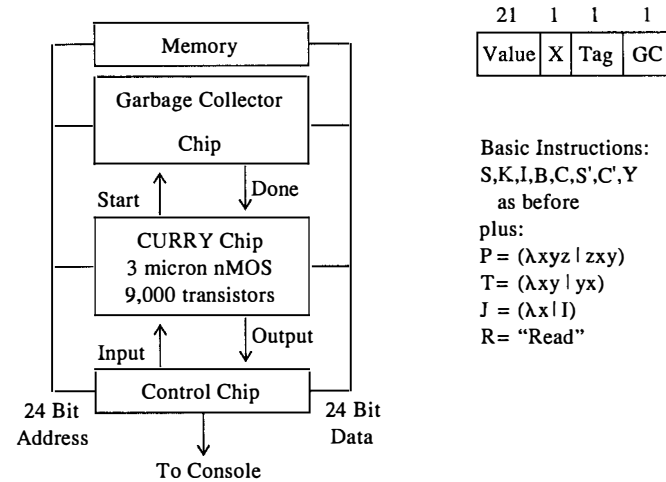 Memory
Garbage Collector
Chip
Start
Done
CURRY Chip
3 micron nMOS
9,000 transistors
Input
Output
Control Chip
24 Bit
Address
24 Bit
Data
To Console
21 1 1 1
Value X Tag GC
Basic Instructions:
S,K,I,B,C,S',C',Y
as before
plus:
P = (λxyz | zxy)
T = (λxy | yx)
J = (λx | I)
R= "Read"